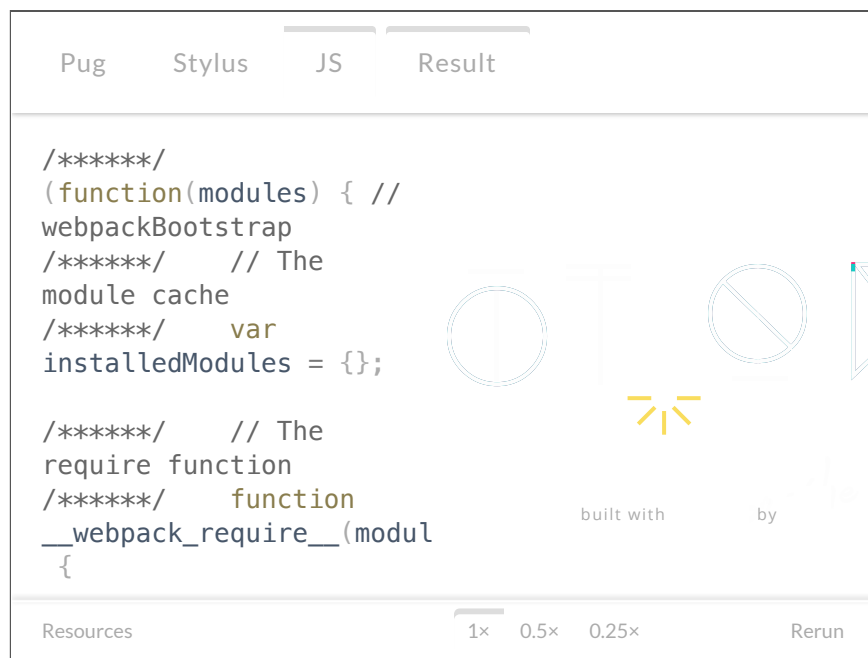 Pug Stylus JS Result
/******/
(function(modules) { //
webpackBootstrap
/******/    // The
module cache
/******/    var
installedModules = {};
/******/    // The
require function
/******/    function
__webpack_require__(modul
 {
built with by
Resources 1× 0.5× 0.25× Rerun